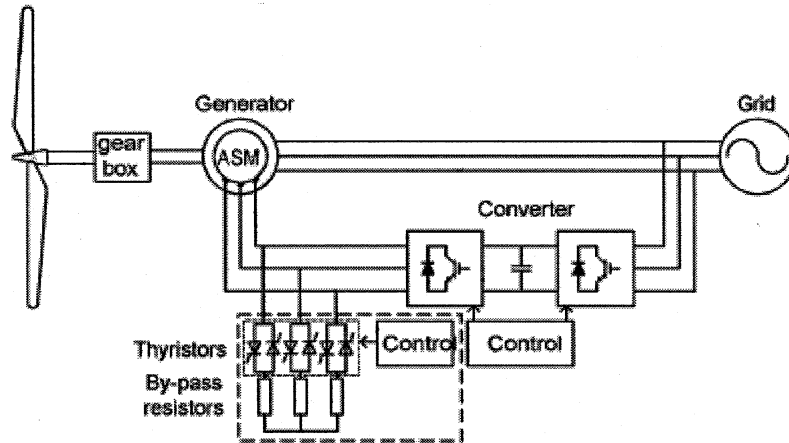 Generator
Grid
gear
box
ASM
Converter
Thyristors
Control
Control
By-pass
resistors